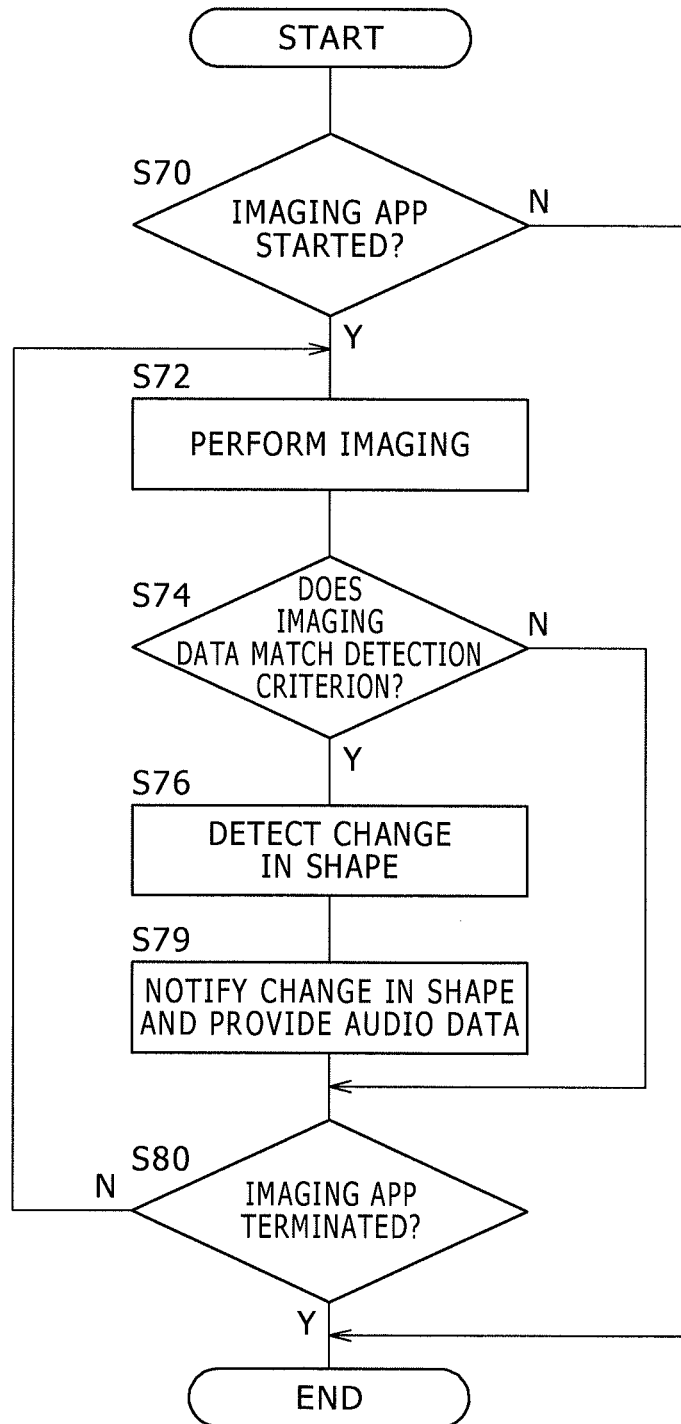 START
S70
IMAGING APP
STARTED?
N
Y
S72
PERFORM IMAGING
S74
DOES
IMAGING
DATA MATCH DETECTION
CRITERION?
N
Y
S76
DETECT CHANGE
IN SHAPE
S79
NOTIFY CHANGE IN SHAPE
AND PROVIDE AUDIO DATA
S80
N
IMAGING APP
TERMINATED?
Y
END